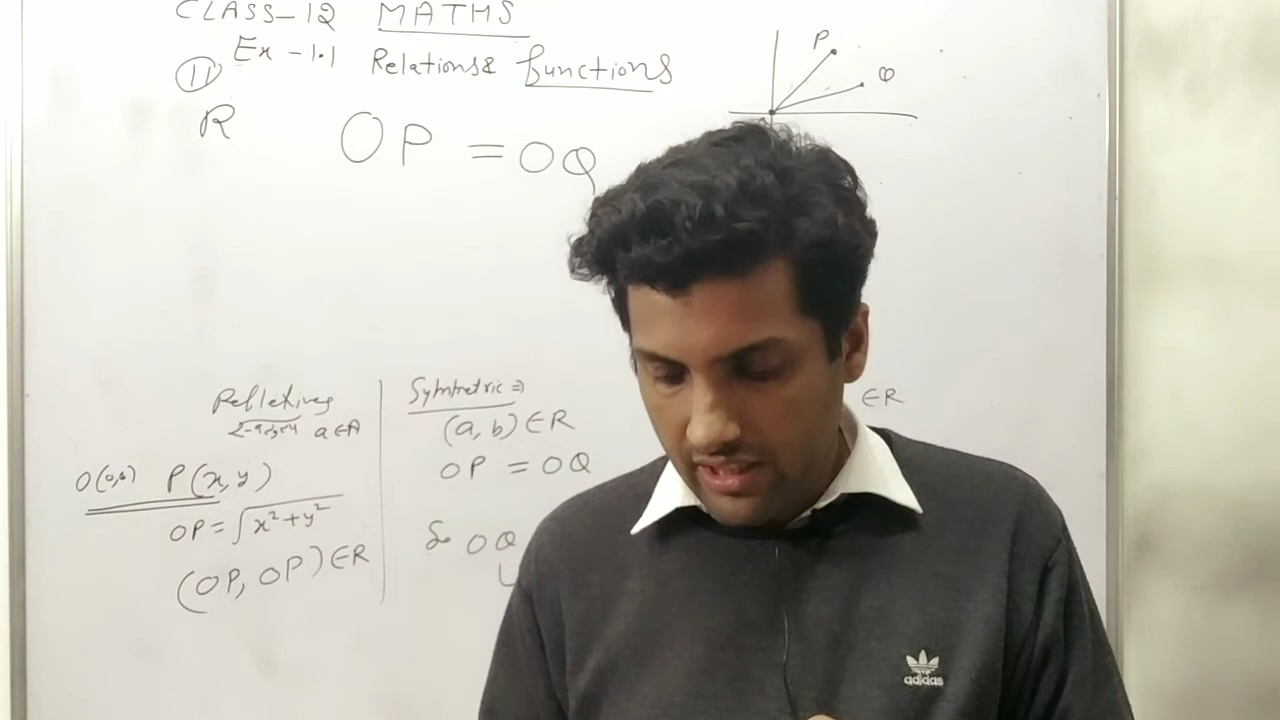 CLASS-12 MATHS
Ex-1.1 Relations & functions
11
R
OP = OQ
P
Q
Reflexive
a∈A
O(0,0) P(x,y)
OP=√x²+y²
(OP, OP)∈R
Symmetric ⇒
(a, b)∈R
OP = OQ
So OQ
∈R
adidas